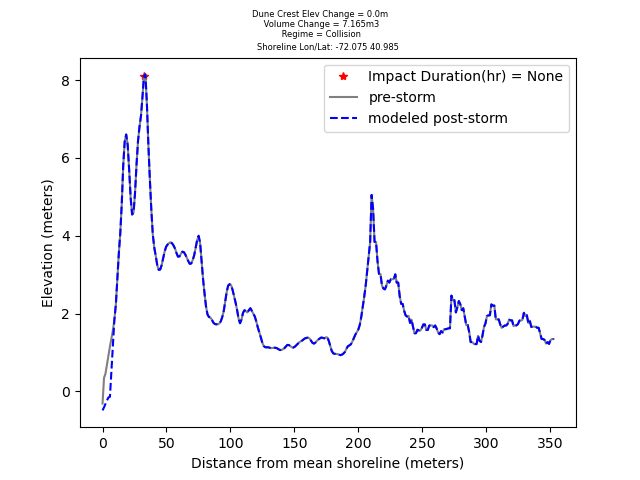 Dune Crest Elev Change = 0.0m
Volume Change = 7.165m3
Regime = Collision
Shoreline Lon/Lat: -72.075 40.985
Impact Duration(hr) = None
pre-storm
modeled post-storm
Elevation (meters)
8
6
4
2
0
0 50 100 150 200 250 300 350
Distance from mean shoreline (meters)